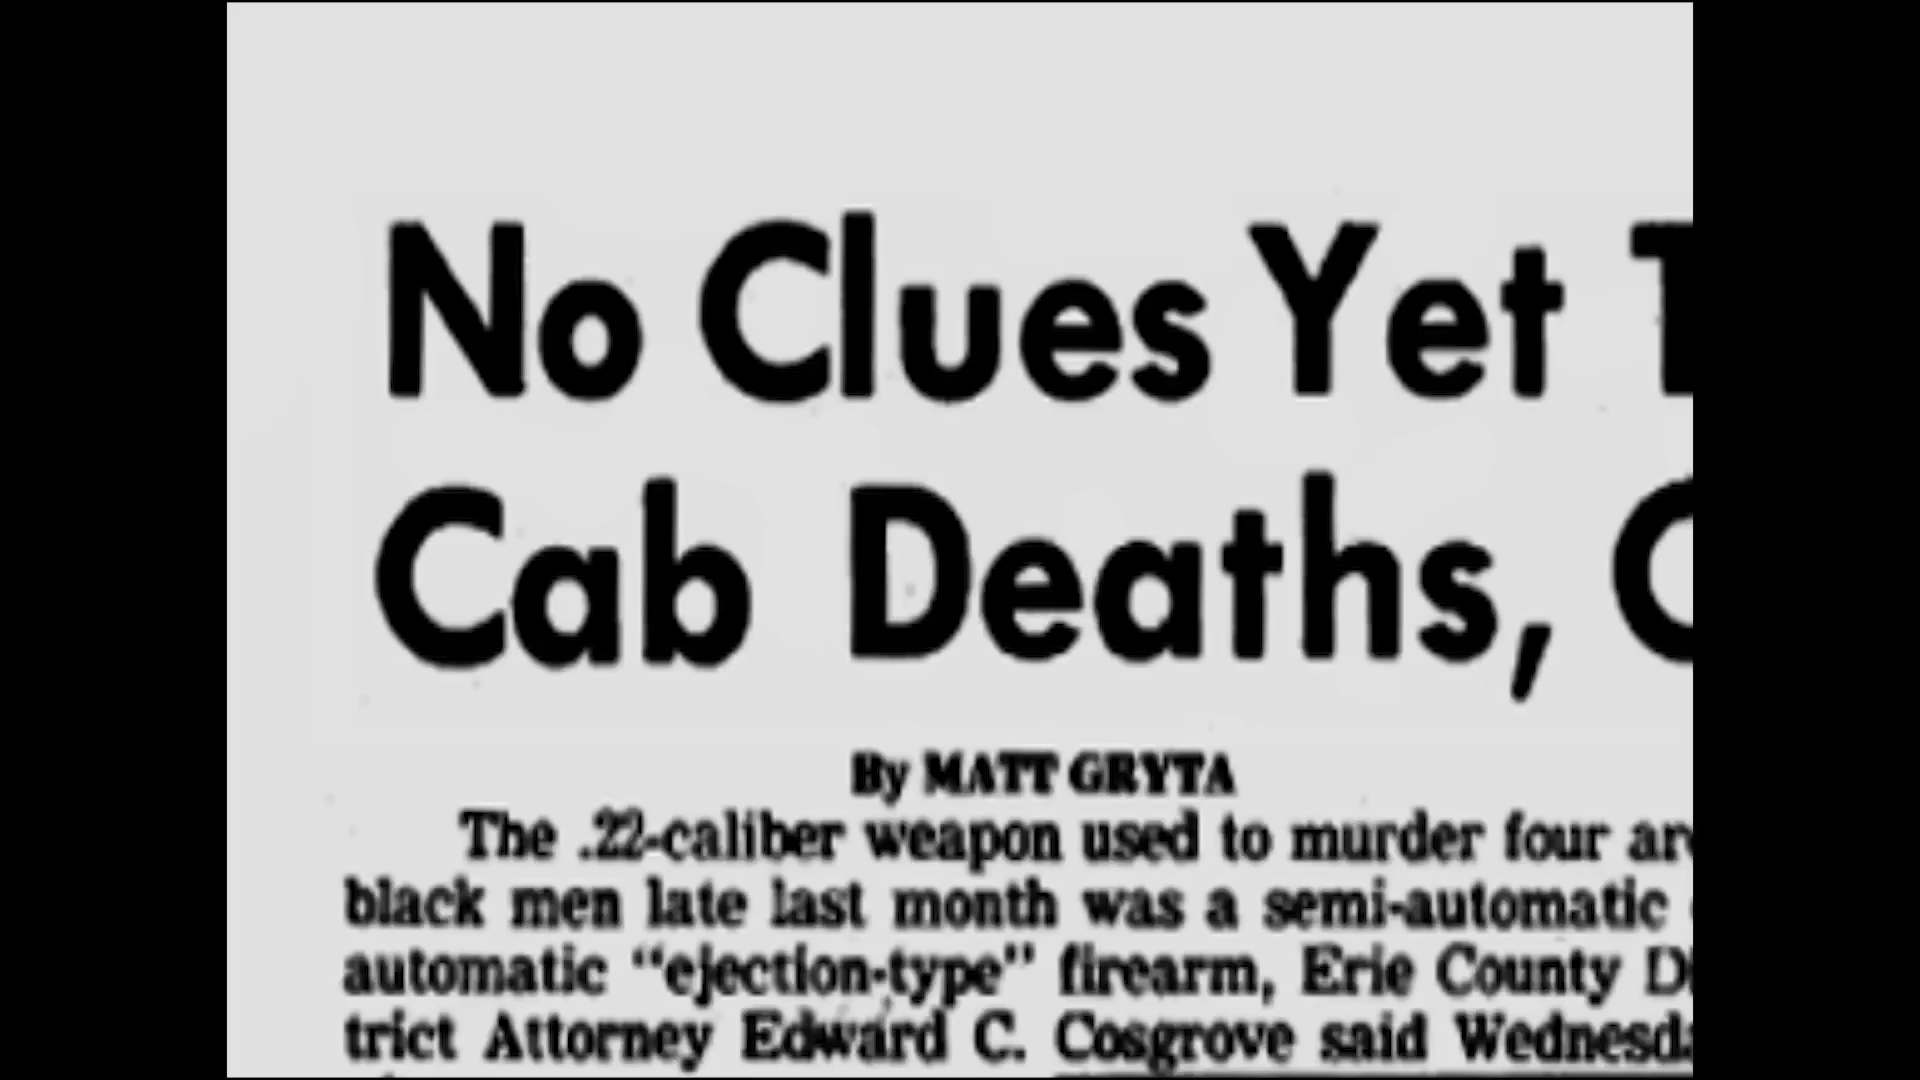 No Clues Yet T
Cab Deaths, C
By MATT GRYTA
The .22-caliber weapon used to murder four
black men late last month was a semi-automatic
automatic "ejection-type" firearm, Erie County
trict Attorney Edward C. Cosgrove said Wednesda